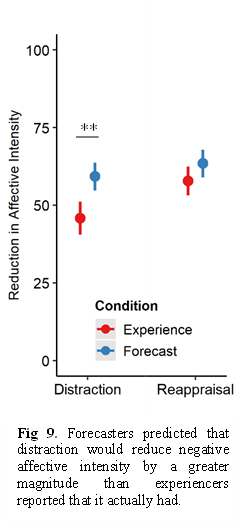 100
75
50
25
0
Reduction in Affective Intensity
**
Condition
Experience
Forecast
Distraction
Reappraisal
Fig 9. Forecasters predicted that
distraction would reduce negative
affective intensity by a greater
magnitude than experiencers
reported that it actually had.